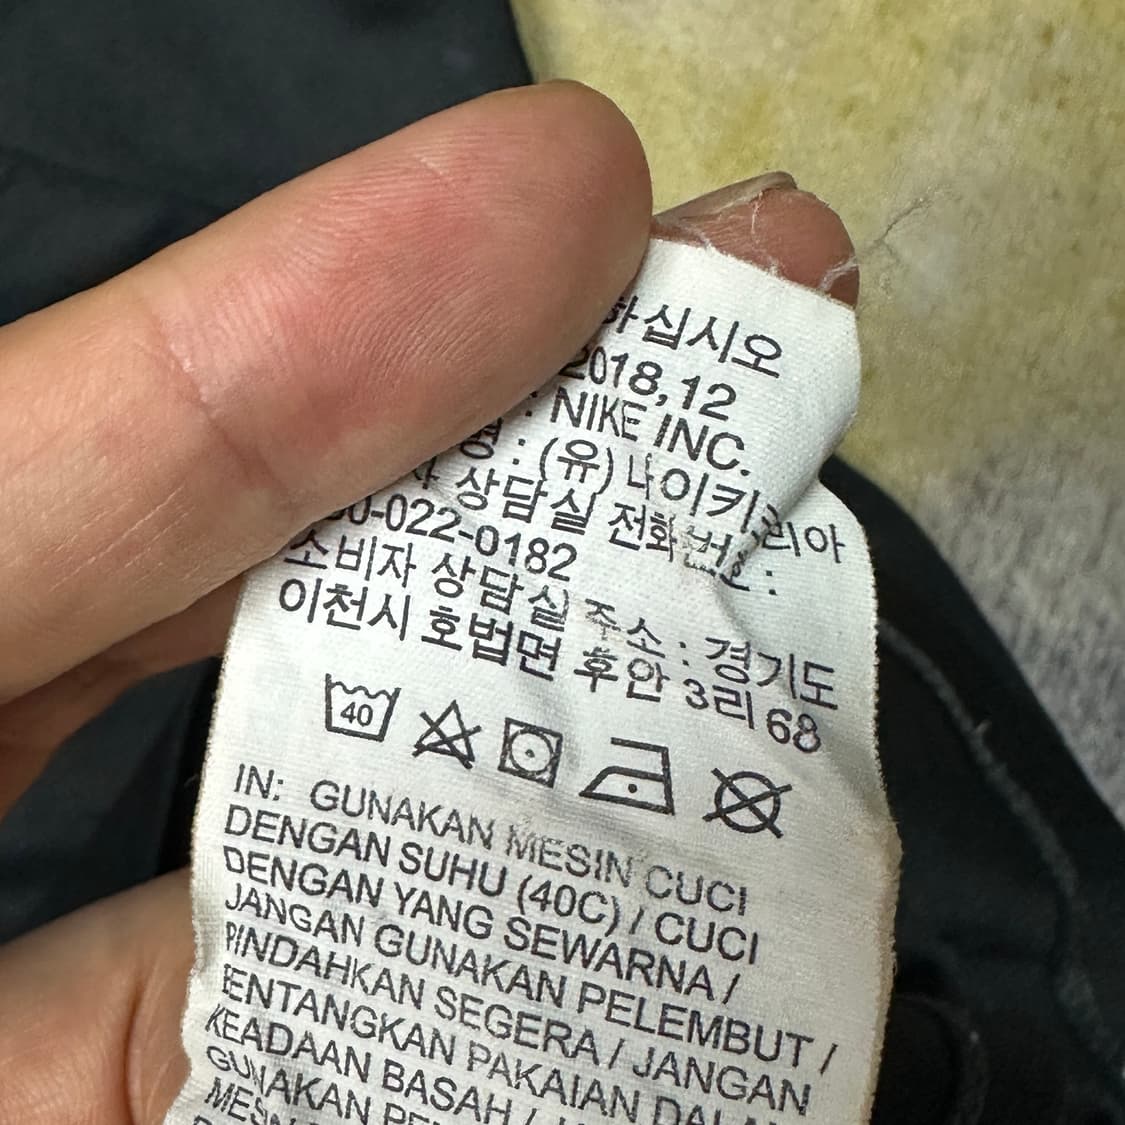 하십시오
2018,12
: NIKE INC.
명 : (유)나이키코리아
상담실 전화번호 :
0-022-0182
소비자 상담실 주소 : 경기도
이천시 호법면 후안 3리 68
40
IN: GUNAKAN MESIN CUCI
DENGAN SUHU (40C) / CUCI
DENGAN YANG SEWARNA /
JANGAN GUNAKAN PELEMBUT /
PINDAHKAN SEGERA / JANGAN
BENTANGKAN PAKAIAN DALAM
KEADAAN BASAH /
GUNAKAN
MESIN